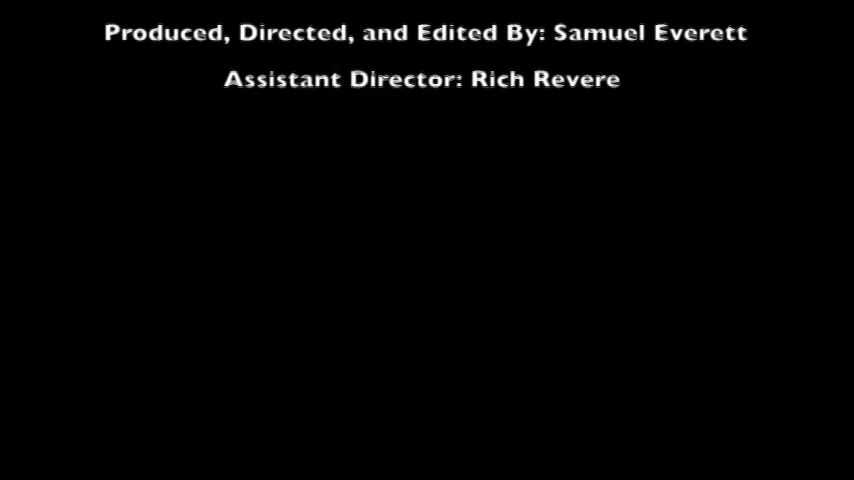 Produced, Directed, and Edited By: Samuel Everett
Assistant Director: Rich Revere